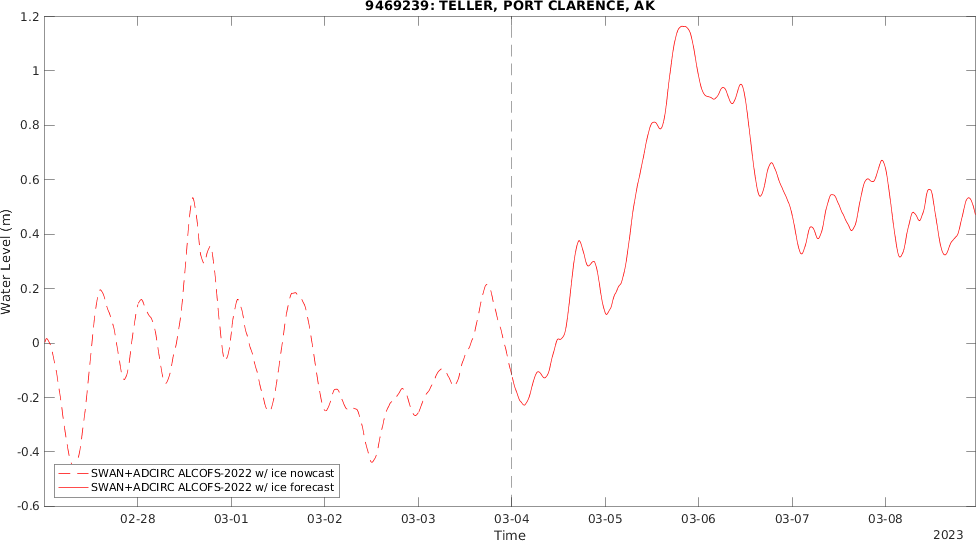 9469239: TELLER, PORT CLARENCE, AK
Water Level (m)
1.2
1
0.8
0.6
0.4
0.2
0
-0.2
-0.4
-0.6
SWAN+ADCIRC ALCOFS-2022 w/ ice nowcast
SWAN+ADCIRC ALCOFS-2022 w/ ice forecast
02-28 03-01 03-02 03-03 03-04 03-05 03-06 03-07 03-08
Time
2023